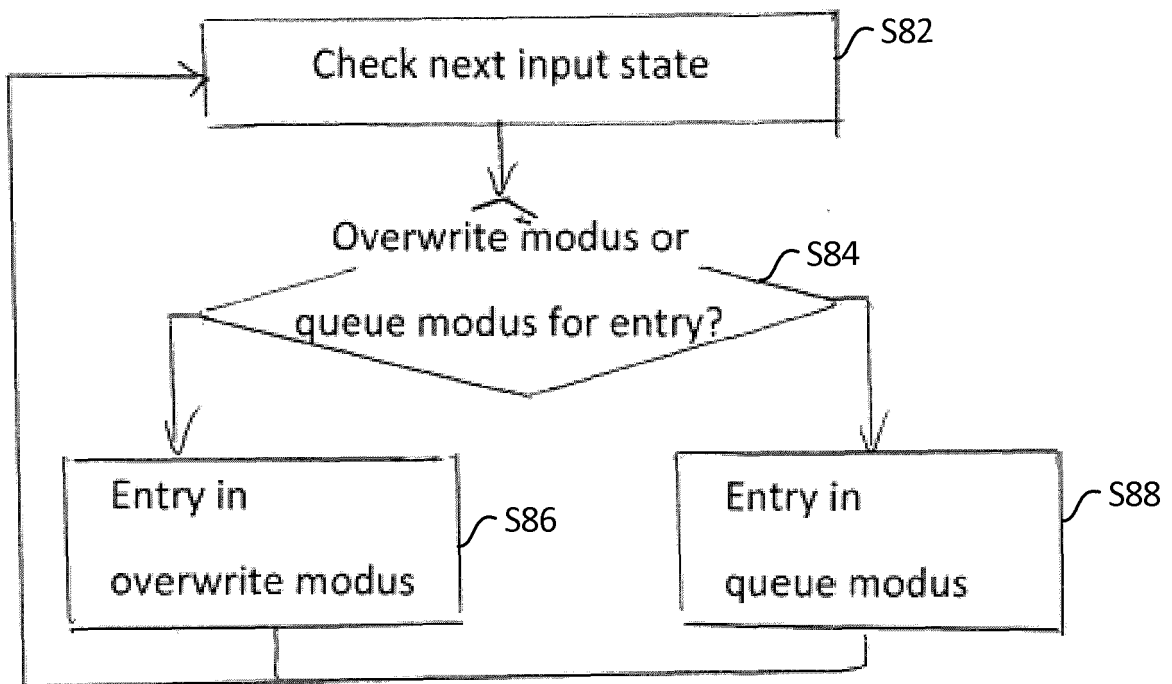 Check next input state
S82
Overwrite modus or
S84
queue modus for entry?
Entry in
overwrite modus
S86
Entry in
queue modus
S88